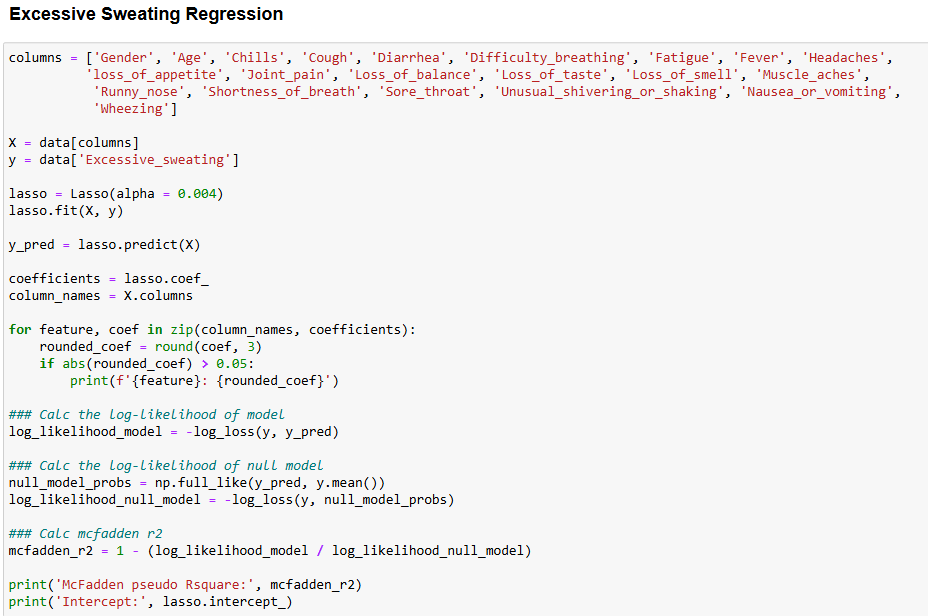 Excessive Sweating Regression
columns = ['Gender', 'Age', 'Chills', 'Cough', 'Diarrhea', 'Difficulty_breathing', 'Fatigue', 'Fever', 'Headaches',
'loss_of_appetite', 'Joint_pain', 'Loss_of_balance', 'Loss_of_taste', 'Loss_of_smell', 'Muscle_aches',
'Runny_nose', 'Shortness_of_breath', 'Sore_throat', 'Unusual_shivering_or_shaking', 'Nausea_or_vomiting',
'Wheezing']
X = data[columns]
y = data['Excessive_sweating']
lasso = Lasso(alpha = 0.004)
lasso.fit(X, y)
y_pred = lasso.predict(X)
coefficients = lasso.coef_
column_names = X.columns
for feature, coef in zip(column_names, coefficients):
    rounded_coef = round(coef, 3)
    if abs(rounded_coef) > 0.05:
        print(f'{feature}: {rounded_coef}')
### Calc the log-likelihood of model
log_likelihood_model = -log_loss(y, y_pred)
### Calc the log-likelihood of null model
null_model_probs = np.full_like(y_pred, y.mean())
log_likelihood_null_model = -log_loss(y, null_model_probs)
### Calc mcfadden r2
mcfadden_r2 = 1 - (log_likelihood_model / log_likelihood_null_model)
print('McFadden pseudo Rsquare:', mcfadden_r2)
print('Intercept:', lasso.intercept_)